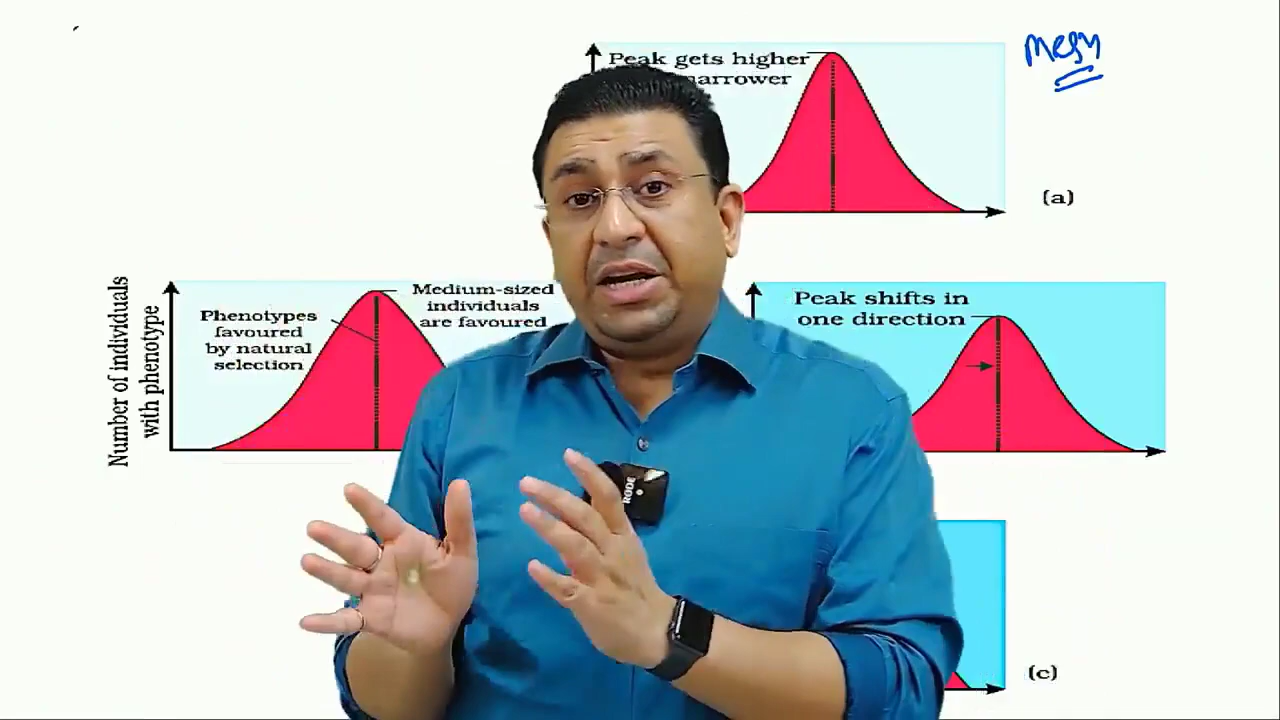 Peak gets higher
narrower
mean
(a)
Number of individuals
with phenotype
Phenotypes
favoured
by natural
selection
Medium-sized
individuals
are favoured
Peak shifts in
one direction
RODE
(c)